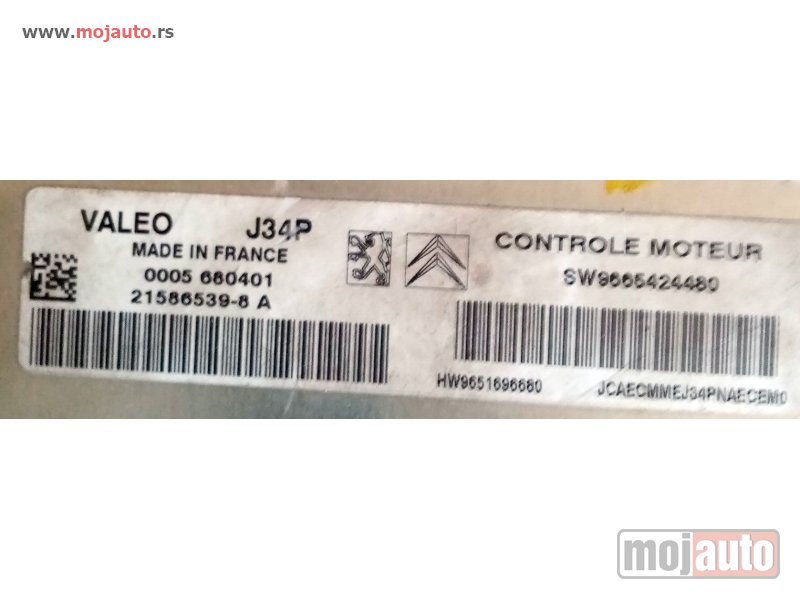 www.mojauto.rs
VALEO J34P
MADE IN FRANCE
0005 680401
21586539-8 A
CONTROLE MOTEUR
SW9665424480
HW9651696680
JCAECMMEJ34PNAECEM0
mojauto